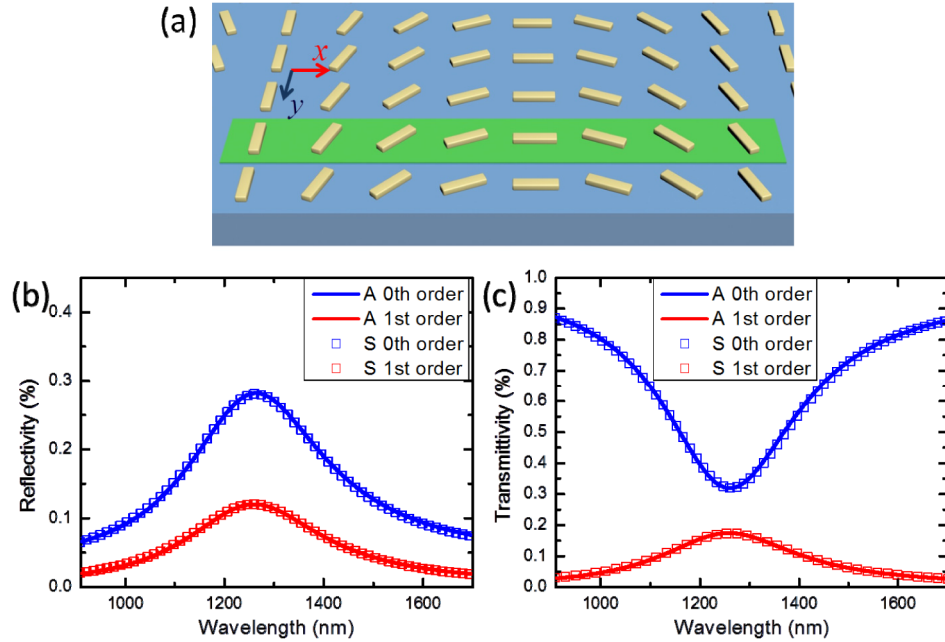 (a)
x
y
(b)
A 0th order
A 1st order
S 0th order
S 1st order
0.4
0.3
0.2
0.1
0.0
Reflectivity (%)
1000 1200 1400 1600
Wavelength (nm)
(c)
A 0th order
A 1st order
S 0th order
S 1st order
1.0
0.9
0.8
0.7
0.6
0.5
0.4
0.3
0.2
0.1
0.0
Transmittivity (%)
1000 1200 1400 1600
Wavelength (nm)